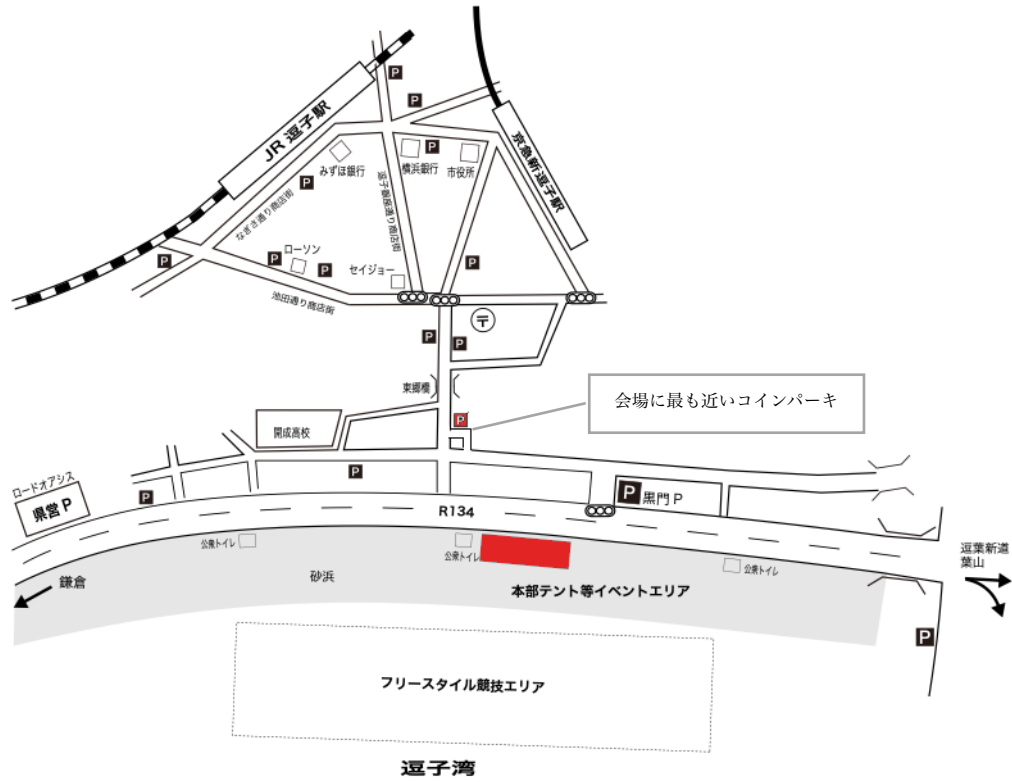 P
P
JR 逗子駅
京急新逗子駅
みずほ銀行
横浜銀行
P
市役所
P
なぎさ通り商店街
逗子銀座通り商店街
P
P
ローソン
P
セイジョー
P
池田通り商店街
〒
P
P
東郷橋
P
会場に最も近いコインパーキ
開成高校
P
P
ロードオアシス
県営 P
P
黒門 P
R134
公衆トイレ
公衆トイレ
公衆トイレ
鎌倉
砂浜
本部テント等イベントエリア
逗葉新道
葉山
P
フリースタイル競技エリア
逗子湾